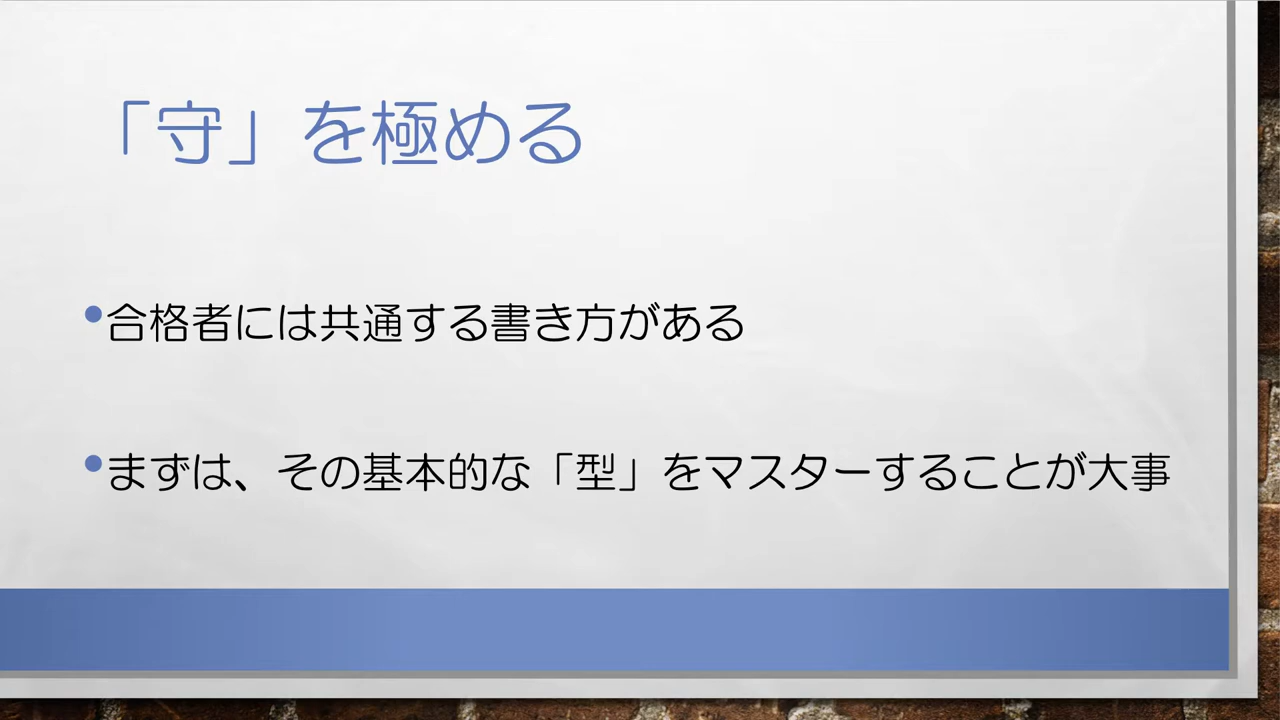 「守」を極める
•合格者には共通する書き方がある
•まずは、その基本的な「型」をマスターすることが大事